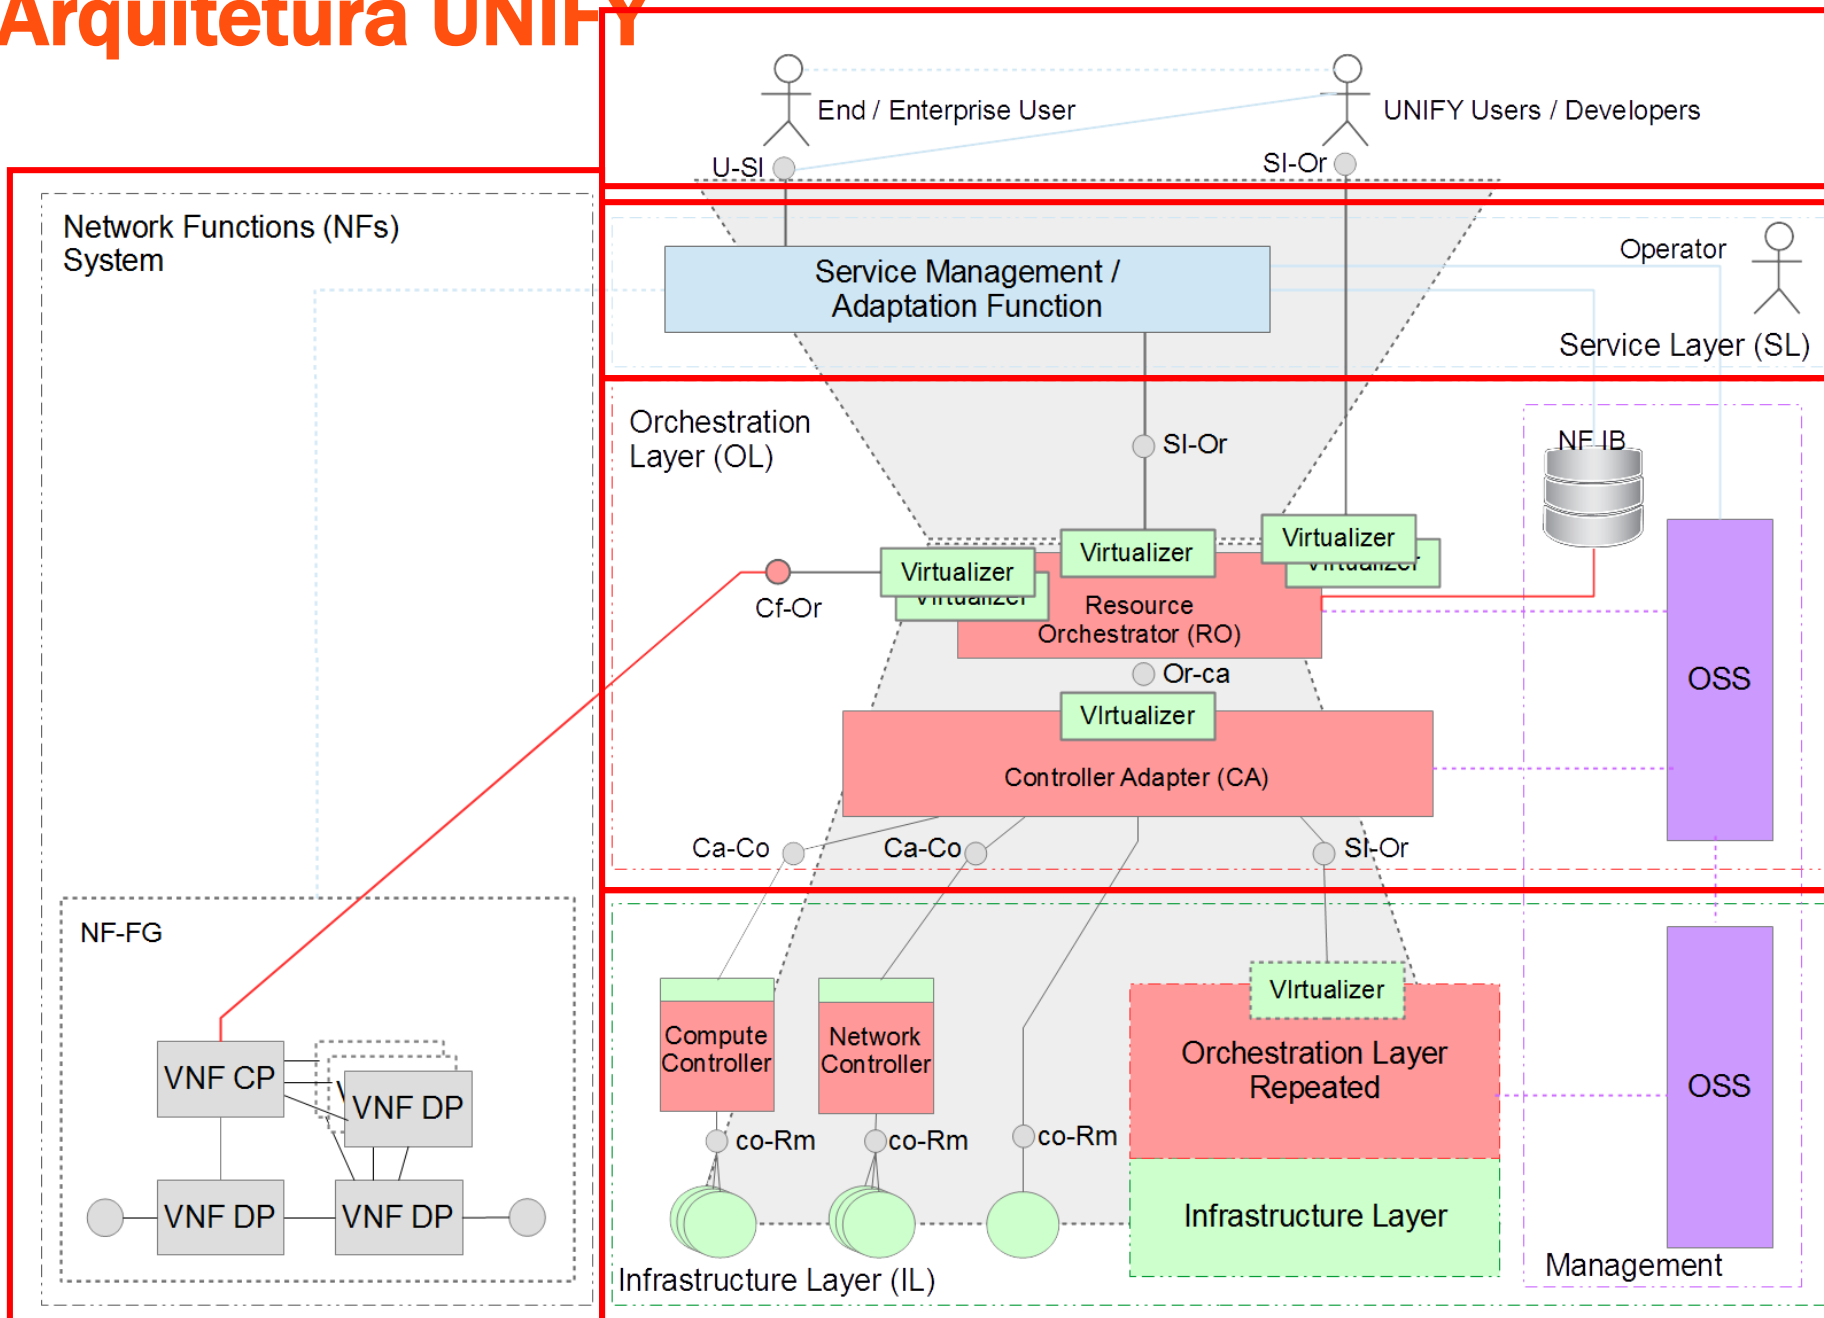 Arquitetura UNIFY
End / Enterprise User
UNIFY Users / Developers
U-Sl
Sl-Or
Network Functions (NFs)
System
Operator
Service Management /
Adaptation Function
Service Layer (SL)
Orchestration
Layer (OL)
Sl-Or
NF IB
Virtualizer
Virtualizer
Virtualizer
Virtualizer
Virtualizer
Cf-Or
Resource
Orchestrator (RO)
Or-ca
OSS
VIrtualizer
Controller Adapter (CA)
Ca-Co
Ca-Co
Sl-Or
NF-FG
VIrtualizer
Compute
Controller
Network
Controller
Orchestration Layer
Repeated
OSS
VNF CP
VNF DP
co-Rm
co-Rm
co-Rm
VNF DP
VNF DP
Infrastructure Layer
Infrastructure Layer (IL)
Management